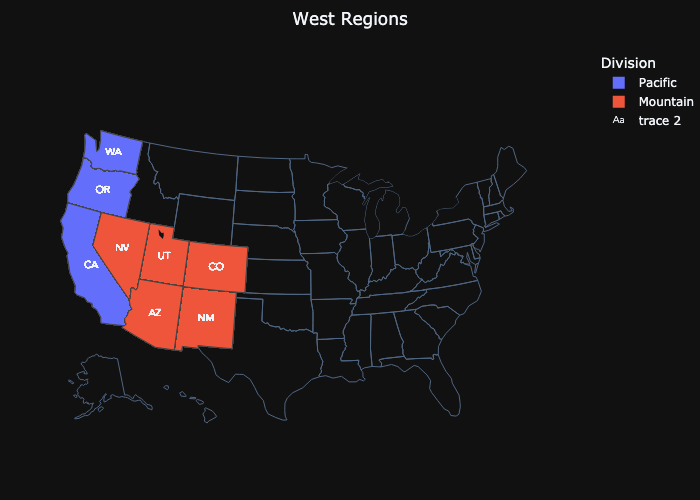 West Regions
Division
Pacific
Mountain
Aa trace 2
WA
OR
NV
UT
CA
CO
AZ
NM